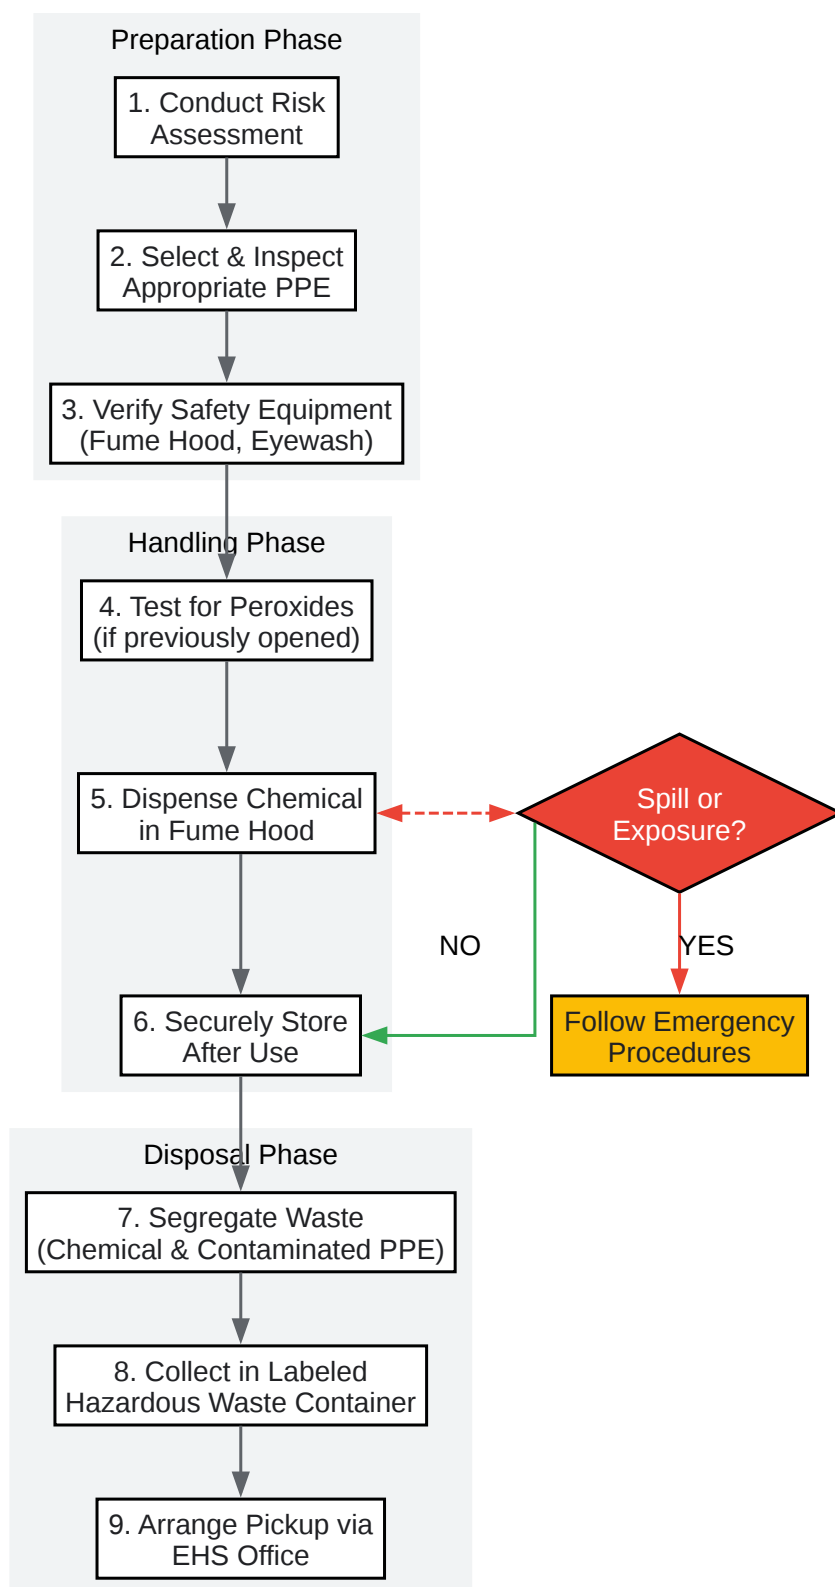 Preparation Phase
1. Conduct Risk
Assessment
2. Select & Inspect
Appropriate PPE
3. Verify Safety Equipment
(Fume Hood, Eyewash)
Handling Phase
4. Test for Peroxides
(if previously opened)
5. Dispense Chemical
in Fume Hood
Spill or
Exposure?
NO
YES
6. Securely Store
After Use
Follow Emergency
Procedures
Disposal Phase
7. Segregate Waste
(Chemical & Contaminated PPE)
8. Collect in Labeled
Hazardous Waste Container
9. Arrange Pickup via
EHS Office